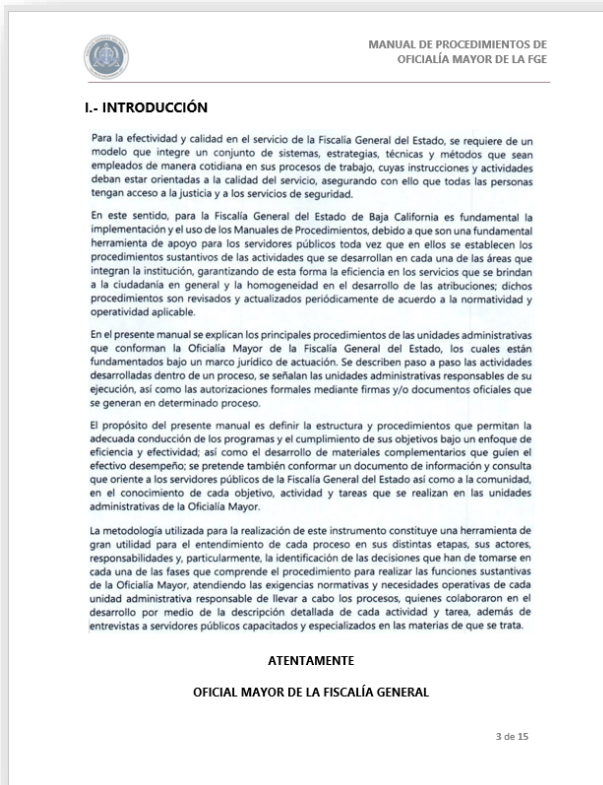 MANUAL DE PROCEDIMIENTOS DE
OFICIALÍA MAYOR DE LA FGE
I.- INTRODUCCIÓN
Para la efectividad y calidad en el servicio de la Fiscalía General del Estado, se requiere de un
modelo que integre un conjunto de sistemas, estrategias, técnicas y métodos que sean
empleados de manera cotidiana en sus procesos de trabajo, cuyas instrucciones y actividades
deban estar orientadas a la calidad del servicio, asegurando con ello que todas las personas
tengan acceso a la justicia y a los servicios de seguridad.
En este sentido, para la Fiscalía General del Estado de Baja California es fundamental la
implementación y el uso de los Manuales de Procedimientos, debido a que son una fundamental
herramienta de apoyo para los servidores públicos toda vez que en ellos se establecen los
procedimientos sustantivos de las actividades que se desarrollan en cada una de las áreas que
integran la institución, garantizando de esta forma la eficiencia en los servicios que se brindan
a la ciudadanía en general y la homogeneidad en el desarrollo de las atribuciones; dichos
procedimientos son revisados y actualizados periódicamente de acuerdo a la normatividad y
operatividad aplicable.
En el presente manual se explican los principales procedimientos de las unidades administrativas
que conforman la Oficialía Mayor de la Fiscalía General del Estado, los cuales están
fundamentados bajo un marco jurídico de actuación. Se describen paso a paso las actividades
desarrolladas dentro de un proceso, se señalan las unidades administrativas responsables de su
ejecución, así como las autorizaciones formales mediante firmas y/o documentos oficiales que
se generan en determinado proceso.
El propósito del presente manual es definir la estructura y procedimientos que permitan la
adecuada conducción de los programas y el cumplimiento de sus objetivos bajo un enfoque de
eficiencia y efectividad; así como el desarrollo de materiales complementarios que guíen el
efectivo desempeño; se pretende también conformar un documento de información y consulta
que oriente a los servidores públicos de la Fiscalía General del Estado así como a la comunidad,
en el conocimiento de cada objetivo, actividad y tareas que se realizan en las unidades
administrativas de la Oficialía Mayor.
La metodología utilizada para la realización de este instrumento constituye una herramienta de
gran utilidad para el entendimiento de cada proceso en sus distintas etapas, sus actores,
responsabilidades y, particularmente, la identificación de las decisiones que han de tomarse en
cada una de las fases que comprende el procedimiento para realizar las funciones sustantivas
de la Oficialía Mayor, atendiendo las exigencias normativas y necesidades operativas de cada
unidad administrativa responsable de llevar a cabo los procesos, quienes colaboraron en el
desarrollo por medio de la descripción detallada de cada actividad y tarea, además de
entrevistas a servidores públicos capacitados y especializados en las materias de que se trata.
ATENTAMENTE
OFICIAL MAYOR DE LA FISCALÍA GENERAL
3 de 15